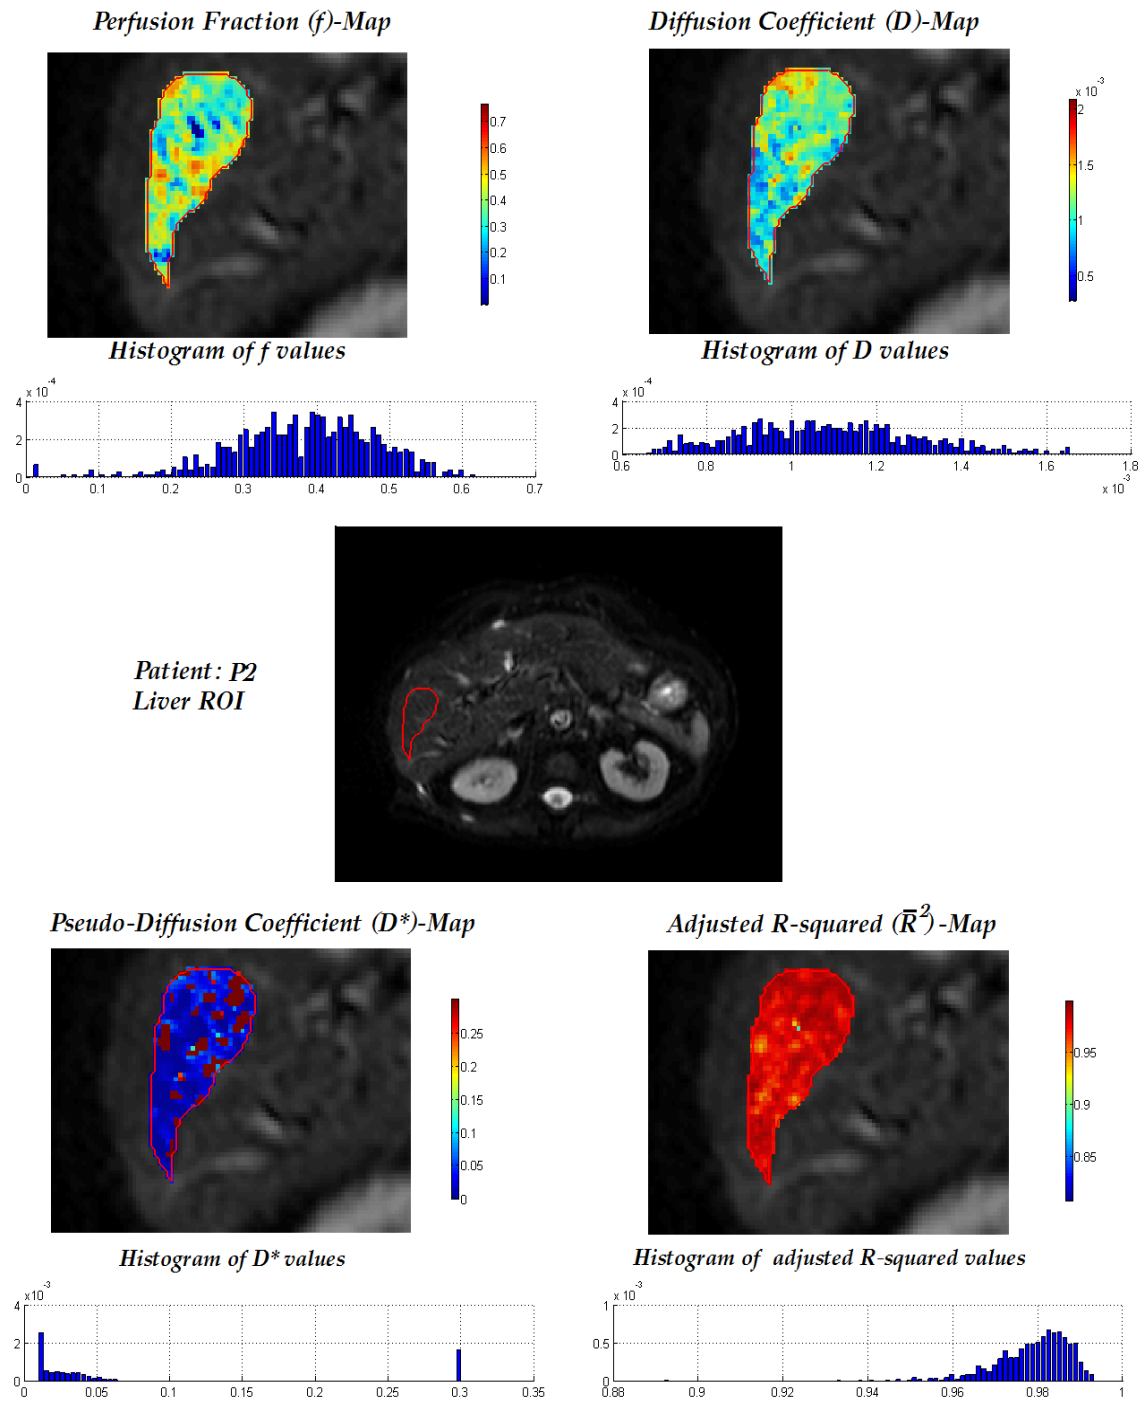 Perfusion Fraction (f)-Map
Diffusion Coefficient (D)-Map
0.7
0.6
0.5
0.4
0.3
0.2
0.1
x 10⁻³
2
1.5
1
0.5
Histogram of f values
Histogram of D values
x 10⁻⁴
4
2
0
0 0.1 0.2 0.3 0.4 0.5 0.6 0.7
x 10⁻⁴
4
2
0
0.6 0.8 1 1.2 1.4 1.6 1.8
x 10⁻³
Patient: P2
Liver ROI
Pseudo-Diffusion Coefficient (D*)-Map
Adjusted R-squared (R̅²)-Map
0.25
0.2
0.15
0.1
0.05
0
0.95
0.9
0.85
Histogram of D* values
Histogram of adjusted R-squared values
x10⁻³
4
2
0
0 0.05 0.1 0.15 0.2 0.25 0.3 0.35
x 10⁻³
1
0.5
0
0.88 0.9 0.92 0.94 0.96 0.98 1